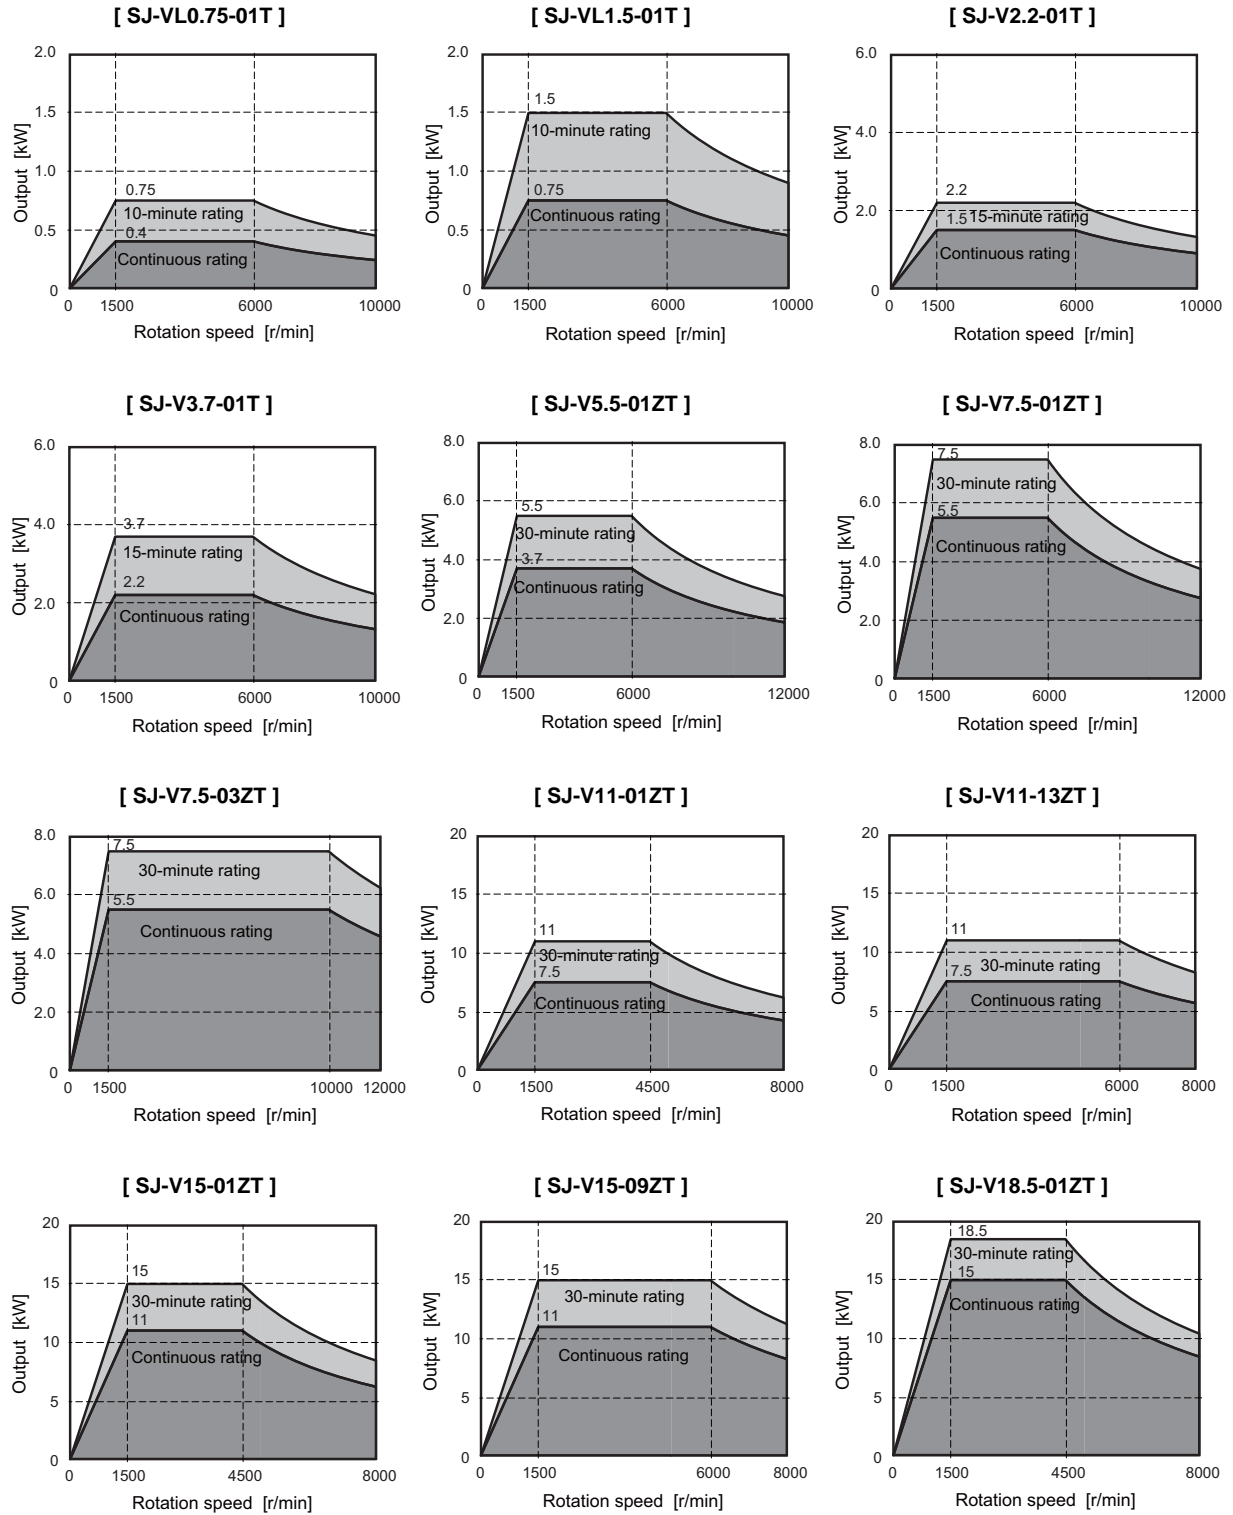 [ SJ-VL0.75-01T ]
2.0
1.5
1.0
0.5
0
Output [kW]
0.75
10-minute rating
0.4
Continuous rating
0 1500 6000 10000
Rotation speed [r/min]
[ SJ-VL1.5-01T ]
2.0
1.5
1.0
0.5
0
Output [kW]
1.5
10-minute rating
0.75
Continuous rating
0 1500 6000 10000
Rotation speed [r/min]
[ SJ-V2.2-01T ]
6.0
4.0
2.0
0
Output [kW]
2.2
1.5 15-minute rating
Continuous rating
0 1500 6000 10000
Rotation speed [r/min]
[ SJ-V3.7-01T ]
6.0
4.0
2.0
0
Output [kW]
3.7
15-minute rating
2.2
Continuous rating
0 1500 6000 10000
Rotation speed [r/min]
[ SJ-V5.5-01ZT ]
8.0
6.0
4.0
2.0
0
Output [kW]
5.5
30-minute rating
3.7
Continuous rating
0 1500 6000 12000
Rotation speed [r/min]
[ SJ-V7.5-01ZT ]
8.0
6.0
4.0
2.0
0
Output [kW]
7.5
30-minute rating
5.5
Continuous rating
0 1500 6000 12000
Rotation speed [r/min]
[ SJ-V7.5-03ZT ]
8.0
6.0
4.0
2.0
0
Output [kW]
7.5
30-minute rating
5.5
Continuous rating
0 1500 10000 12000
Rotation speed [r/min]
[ SJ-V11-01ZT ]
20
15
10
5
0
Output [kW]
11
30-minute rating
7.5
Continuous rating
0 1500 4500 8000
Rotation speed [r/min]
[ SJ-V11-13ZT ]
20
15
10
5
0
Output [kW]
11
30-minute rating
7.5
Continuous rating
0 1500 6000 8000
Rotation speed [r/min]
[ SJ-V15-01ZT ]
20
15
10
5
0
Output [kW]
15
30-minute rating
11
Continuous rating
0 1500 4500 8000
Rotation speed [r/min]
[ SJ-V15-09ZT ]
20
15
10
5
0
Output [kW]
15
30-minute rating
11
Continuous rating
0 1500 6000 8000
Rotation speed [r/min]
[ SJ-V18.5-01ZT ]
20
15
10
5
0
Output [kW]
18.5
30-minute rating
15
Continuous rating
0 1500 4500 8000
Rotation speed [r/min]